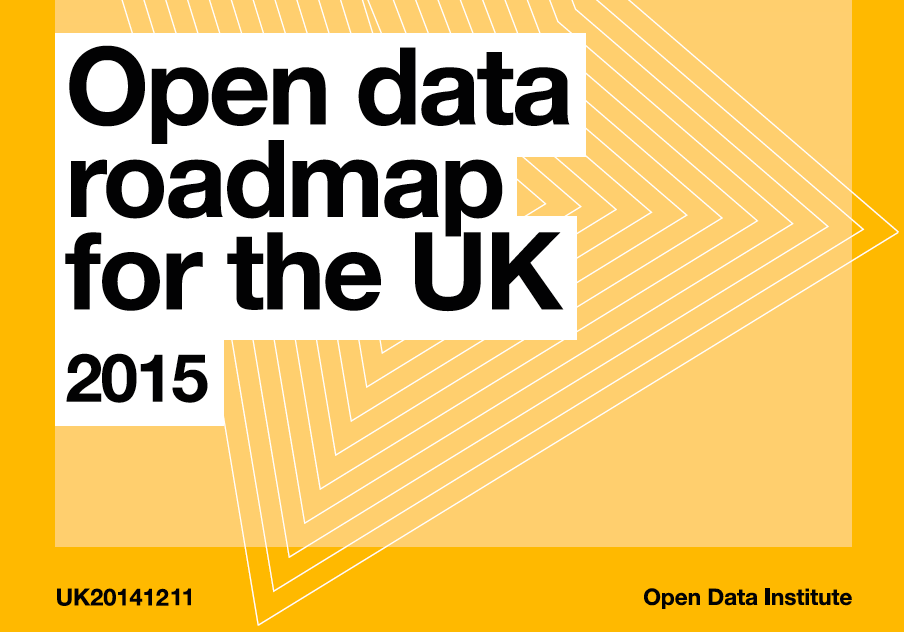 Open data
roadmap
for the UK
2015
UK20141211
Open Data Institute